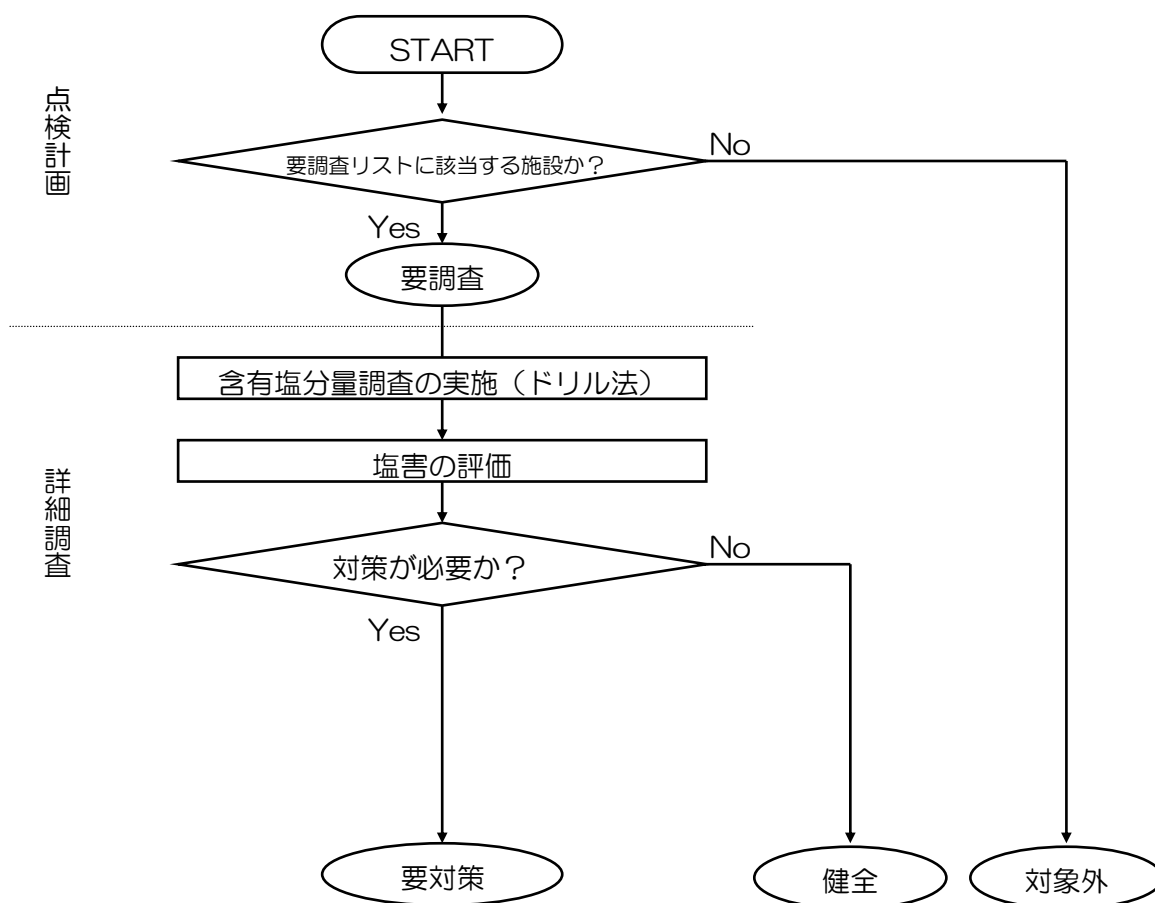 START
点検計画
要調査リストに該当する施設か？
No
Yes
要調査
含有塩分量調査の実施（ドリル法）
塩害の評価
詳細調査
対策が必要か？
No
Yes
要対策
健全
対象外